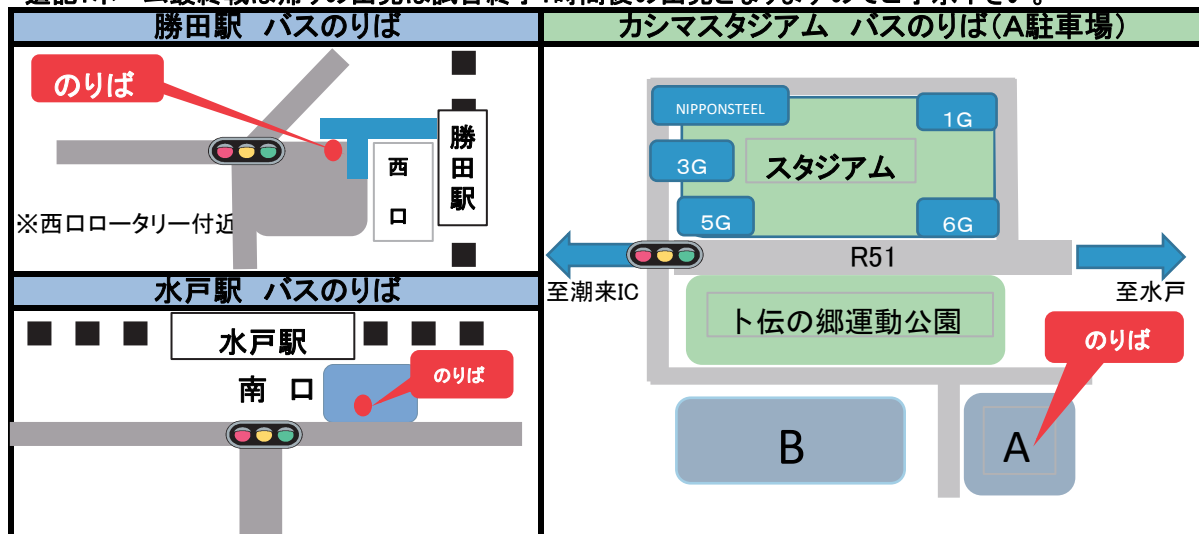 勝田駅 バスのりば
のりば
勝田駅
西口
※西口ロータリー付近
水戸駅 バスのりば
水戸駅
南 口
のりば
カシマスタジアム バスのりば(A駐車場)
NIPPONSTEEL
1G
3G
スタジアム
5G
6G
R51
至潮来IC
至水戸
ト伝の郷運動公園
のりば
B
A